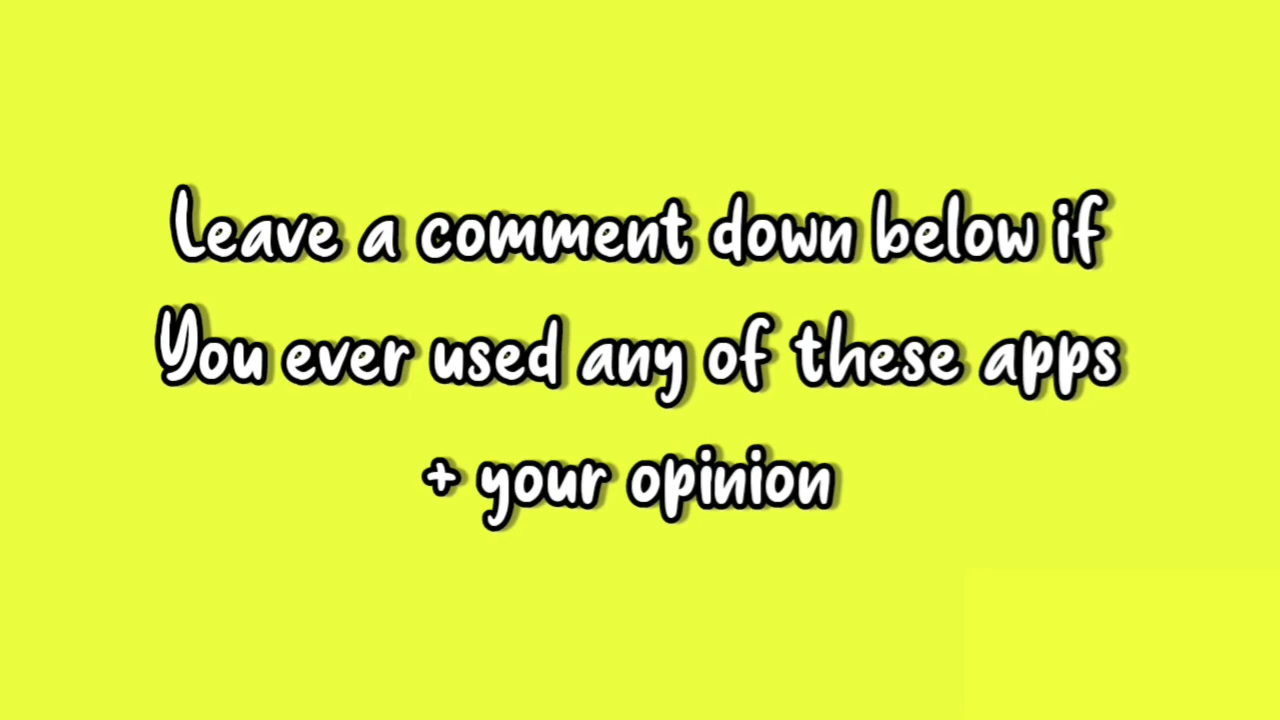 Leave a comment down below if
You ever used any of these apps
+ your opinion